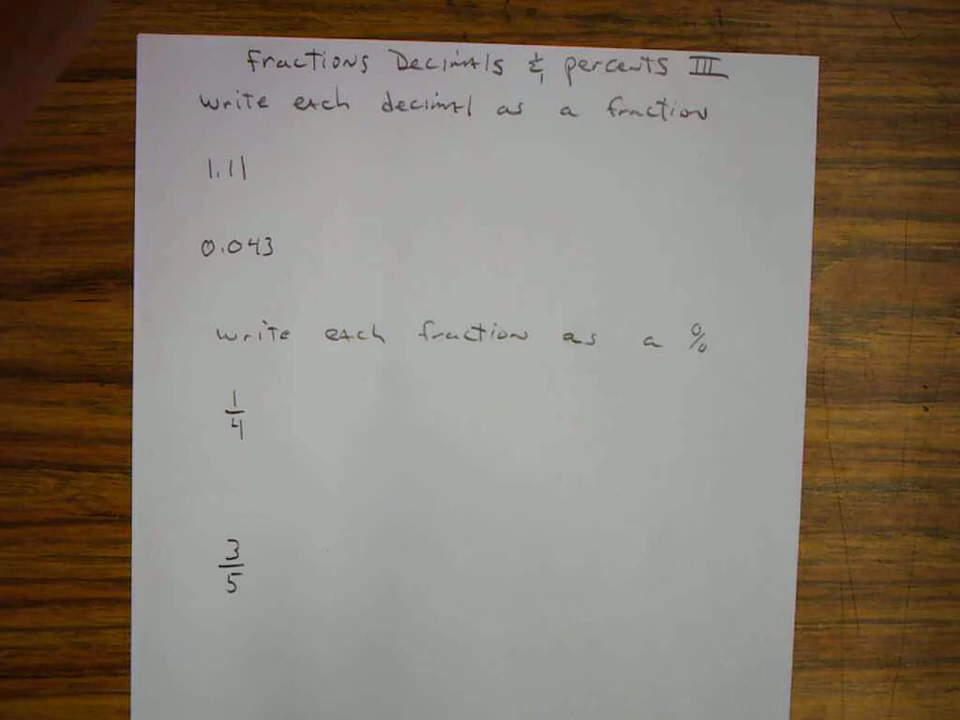 Fractions Decimals & percents III
write each decimal as a fraction
1.11
0.043
write each fraction as a %
1
4
3
5